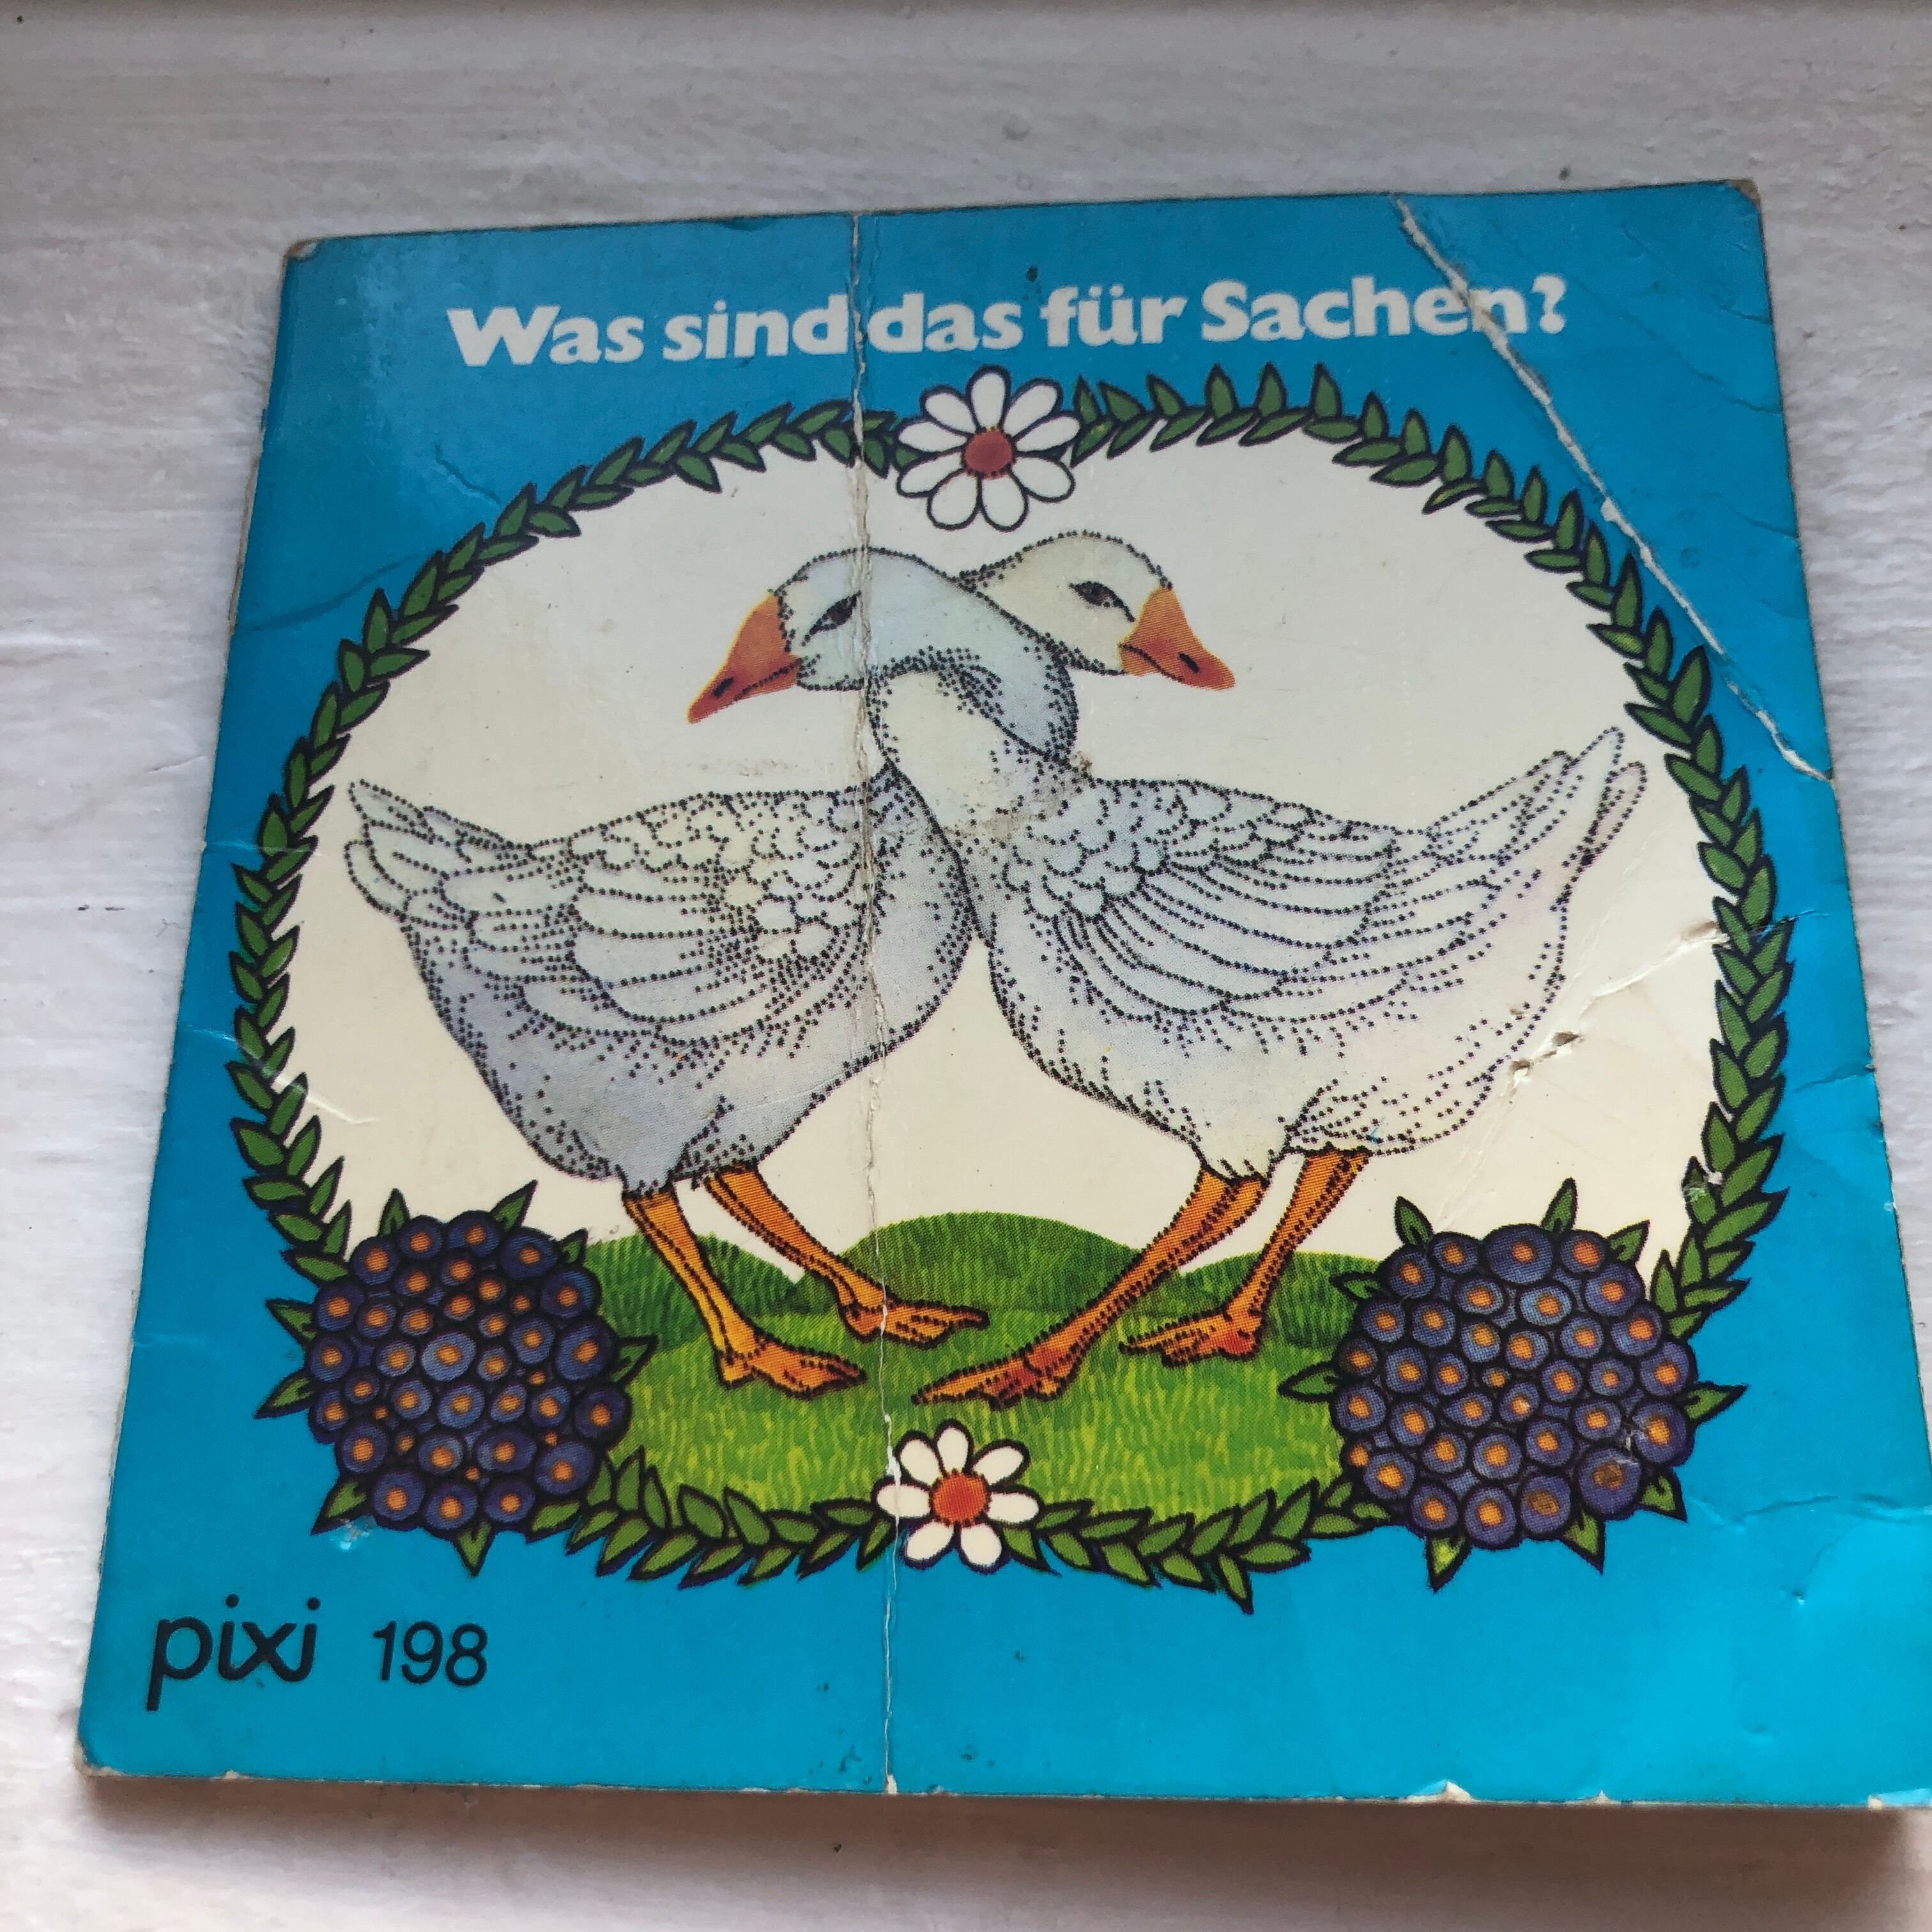 Was sind das für Sachen?
pixi 198